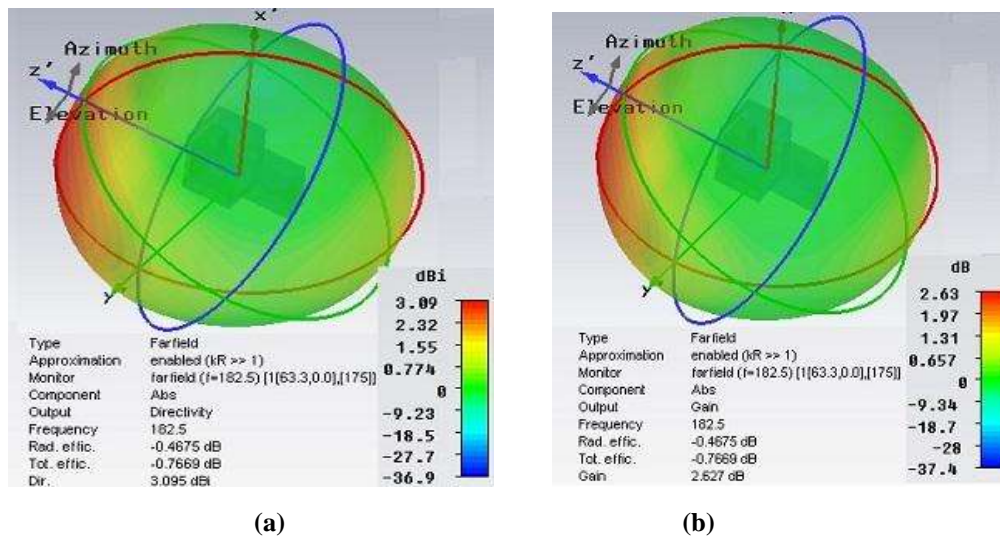 x'
Azimuth
z'
Elevation
y
dBi
3.09
2.32
1.55
0.774
0
-9.23
-18.5
-27.7
-36.9
Type Farfield
Approximation enabled (kR >> 1)
Monitor farfield (f=182.5) [1[63.3,0.0],[175]]
Component Abs
Output Directivity
Frequency 182.5
Rad. effic. -0.4675 dB
Tot. effic. -0.7669 dB
Dir. 3.095 dBi
(a)
Azimuth
z'
Elevation
y
dB
2.63
1.97
1.31
0.657
0
-9.34
-18.7
-28
-37.4
Type Farfield
Approximation enabled (kR >> 1)
Monitor farfield (f=182.5) [1[63.3,0.0],[175]]
Component Abs
Output Gain
Frequency 182.5
Rad. effic. -0.4675 dB
Tot. effic. -0.7669 dB
Gain 2.627 dB
(b)